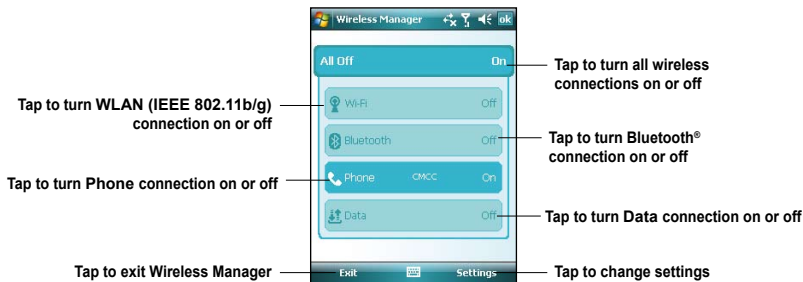 Wireless Manager ok
All Off On
Tap to turn all wireless
connections on or off
Tap to turn WLAN (IEEE 802.11b/g)
connection on or off
Wi-Fi Off
Bluetooth Off
Tap to turn Bluetooth®
connection on or off
Tap to turn Phone connection on or off
Phone CMCC On
Data Off
Tap to turn Data connection on or off
Tap to exit Wireless Manager
Exit Settings
Tap to change settings